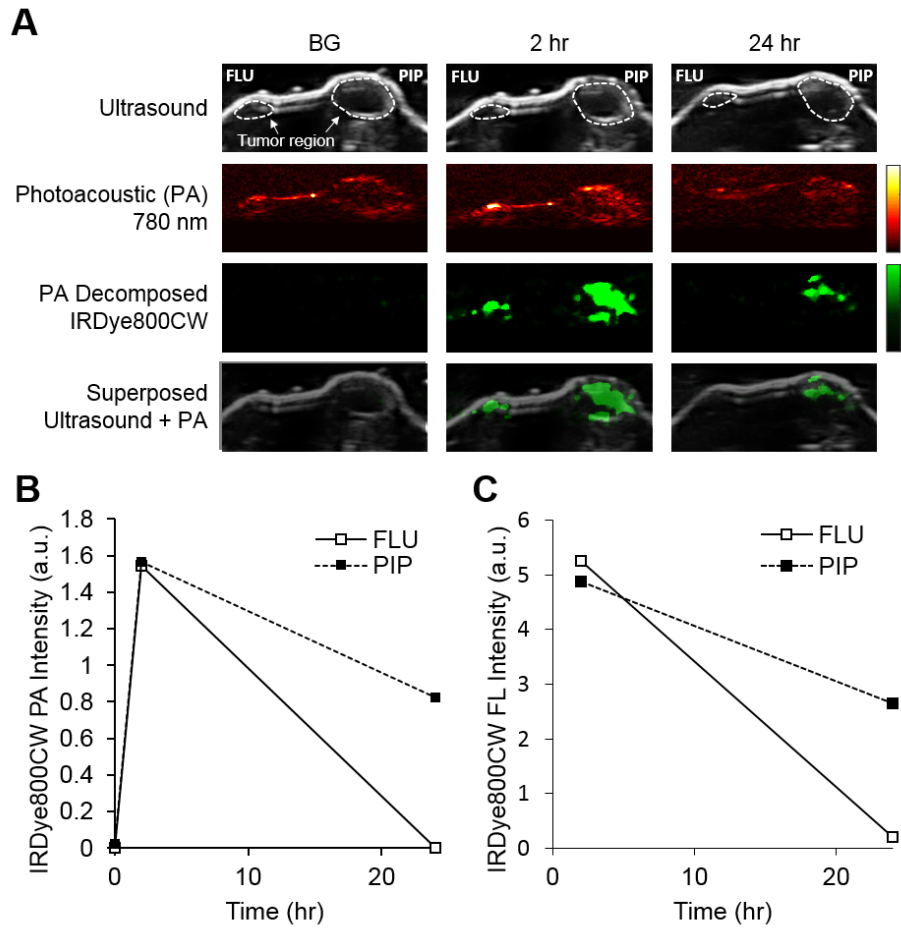 A
BG 2 hr 24 hr
Ultrasound
FLU PIP FLU PIP FLU PIP
Tumor region
Photoacoustic (PA)
780 nm
PA Decomposed
IRDye800CW
Superposed
Ultrasound + PA
B
IRDye800CW PA Intensity (a.u.)
1.8
1.6
1.4
1.2
1
0.8
0.6
0.4
0.2
0
0 10 20
Time (hr)
FLU
PIP
C
IRDye800CW FL Intensity (a.u.)
6
5
4
3
2
1
0
0 10 20
Time (hr)
FLU
PIP